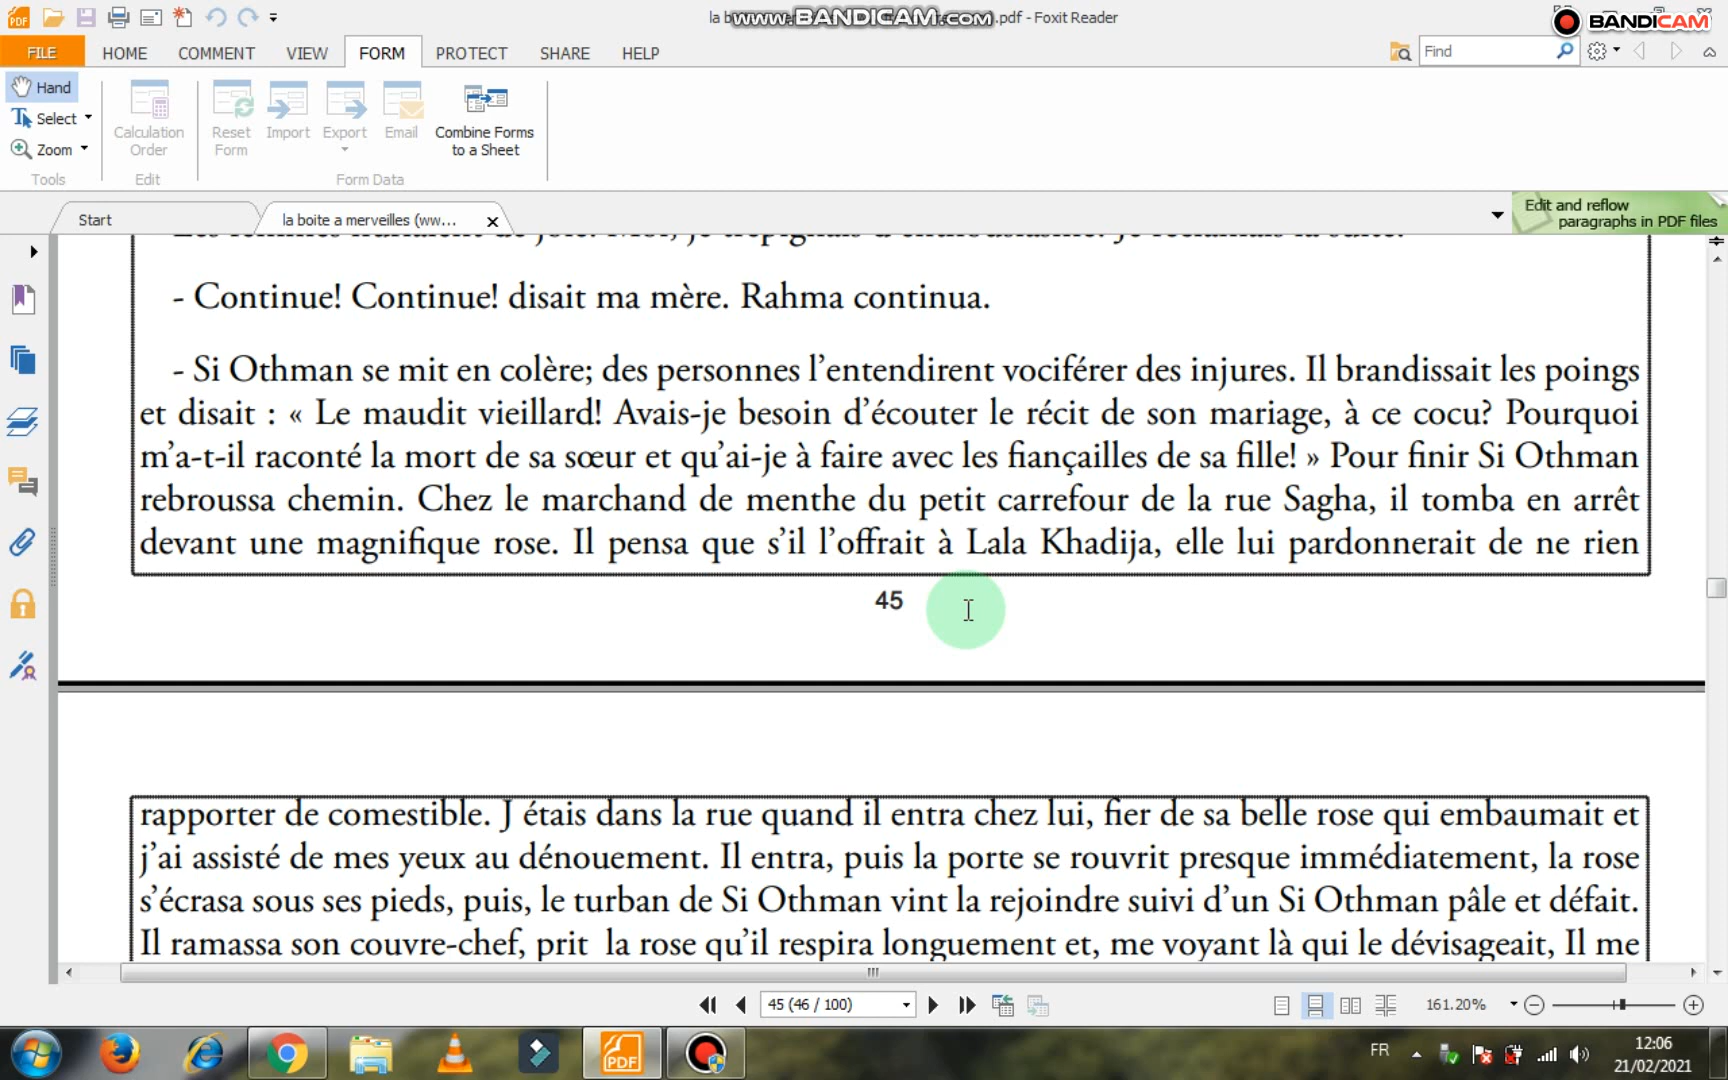 la b
www.BANDICAM.com
.pdf - Foxit Reader
BANDICAM
FILE
HOME
COMMENT
VIEW
FORM
PROTECT
SHARE
HELP
Find
Hand
Select
Zoom
Tools
Calculation
Order
Edit
Reset
Form
Import
Export
Email
Combine Forms
to a Sheet
Form Data
Start
la boite a merveilles (ww...
Edit and reflow
paragraphs in PDF files
- Continue! Continue! disait ma mère. Rahma continua.
- Si Othman se mit en colère; des personnes l'entendirent vociférer des injures. Il brandissait les poings
et disait : « Le maudit vieillard! Avais-je besoin d'écouter le récit de son mariage, à ce cocu? Pourquoi
m'a-t-il raconté la mort de sa sœur et qu'ai-je à faire avec les fiançailles de sa fille! » Pour finir Si Othman
rebroussa chemin. Chez le marchand de menthe du petit carrefour de la rue Sagha, il tomba en arrêt
devant une magnifique rose. Il pensa que s'il l'offrait à Lala Khadija, elle lui pardonnerait de ne rien
45
rapporter de comestible. J étais dans la rue quand il entra chez lui, fier de sa belle rose qui embaumait et
j'ai assisté de mes yeux au dénouement. Il entra, puis la porte se rouvrit presque immédiatement, la rose
s'écrasa sous ses pieds, puis, le turban de Si Othman vint la rejoindre suivi d'un Si Othman pâle et défait.
Il ramassa son couvre-chef, prit la rose qu'il respira longuement et, me voyant là qui le dévisageait, Il me
45 (46 / 100)
161.20%
PDF
FR
12:06
21/02/2021